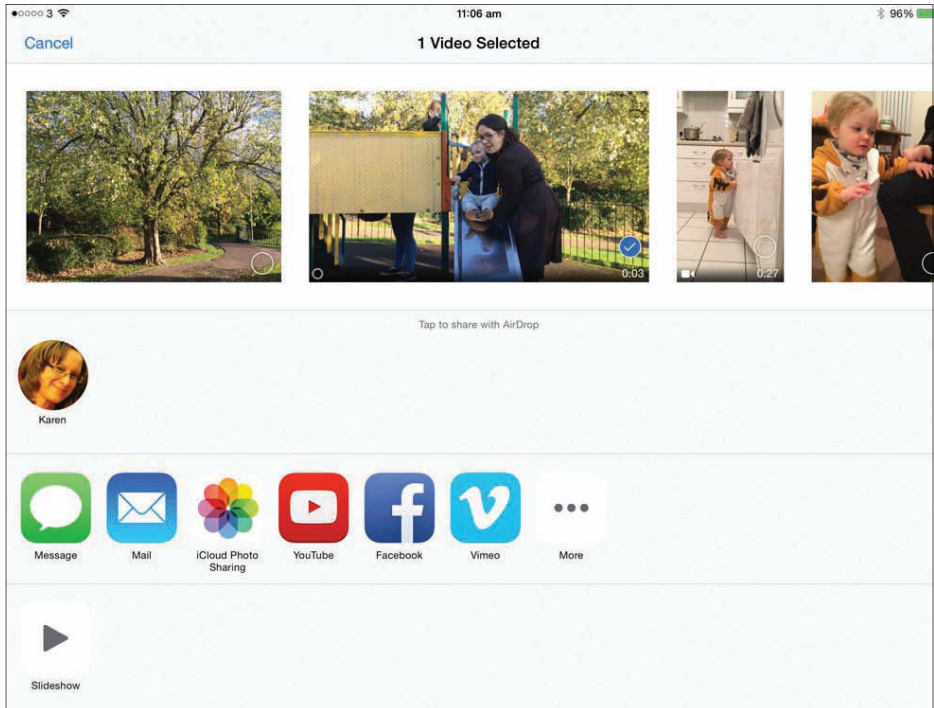 3
11:06 am
96%
Cancel
1 Video Selected
0:03
0:27
Tap to share with AirDrop
Karen
Message
Mail
iCloud Photo
Sharing
YouTube
Facebook
Vimeo
More
Slideshow